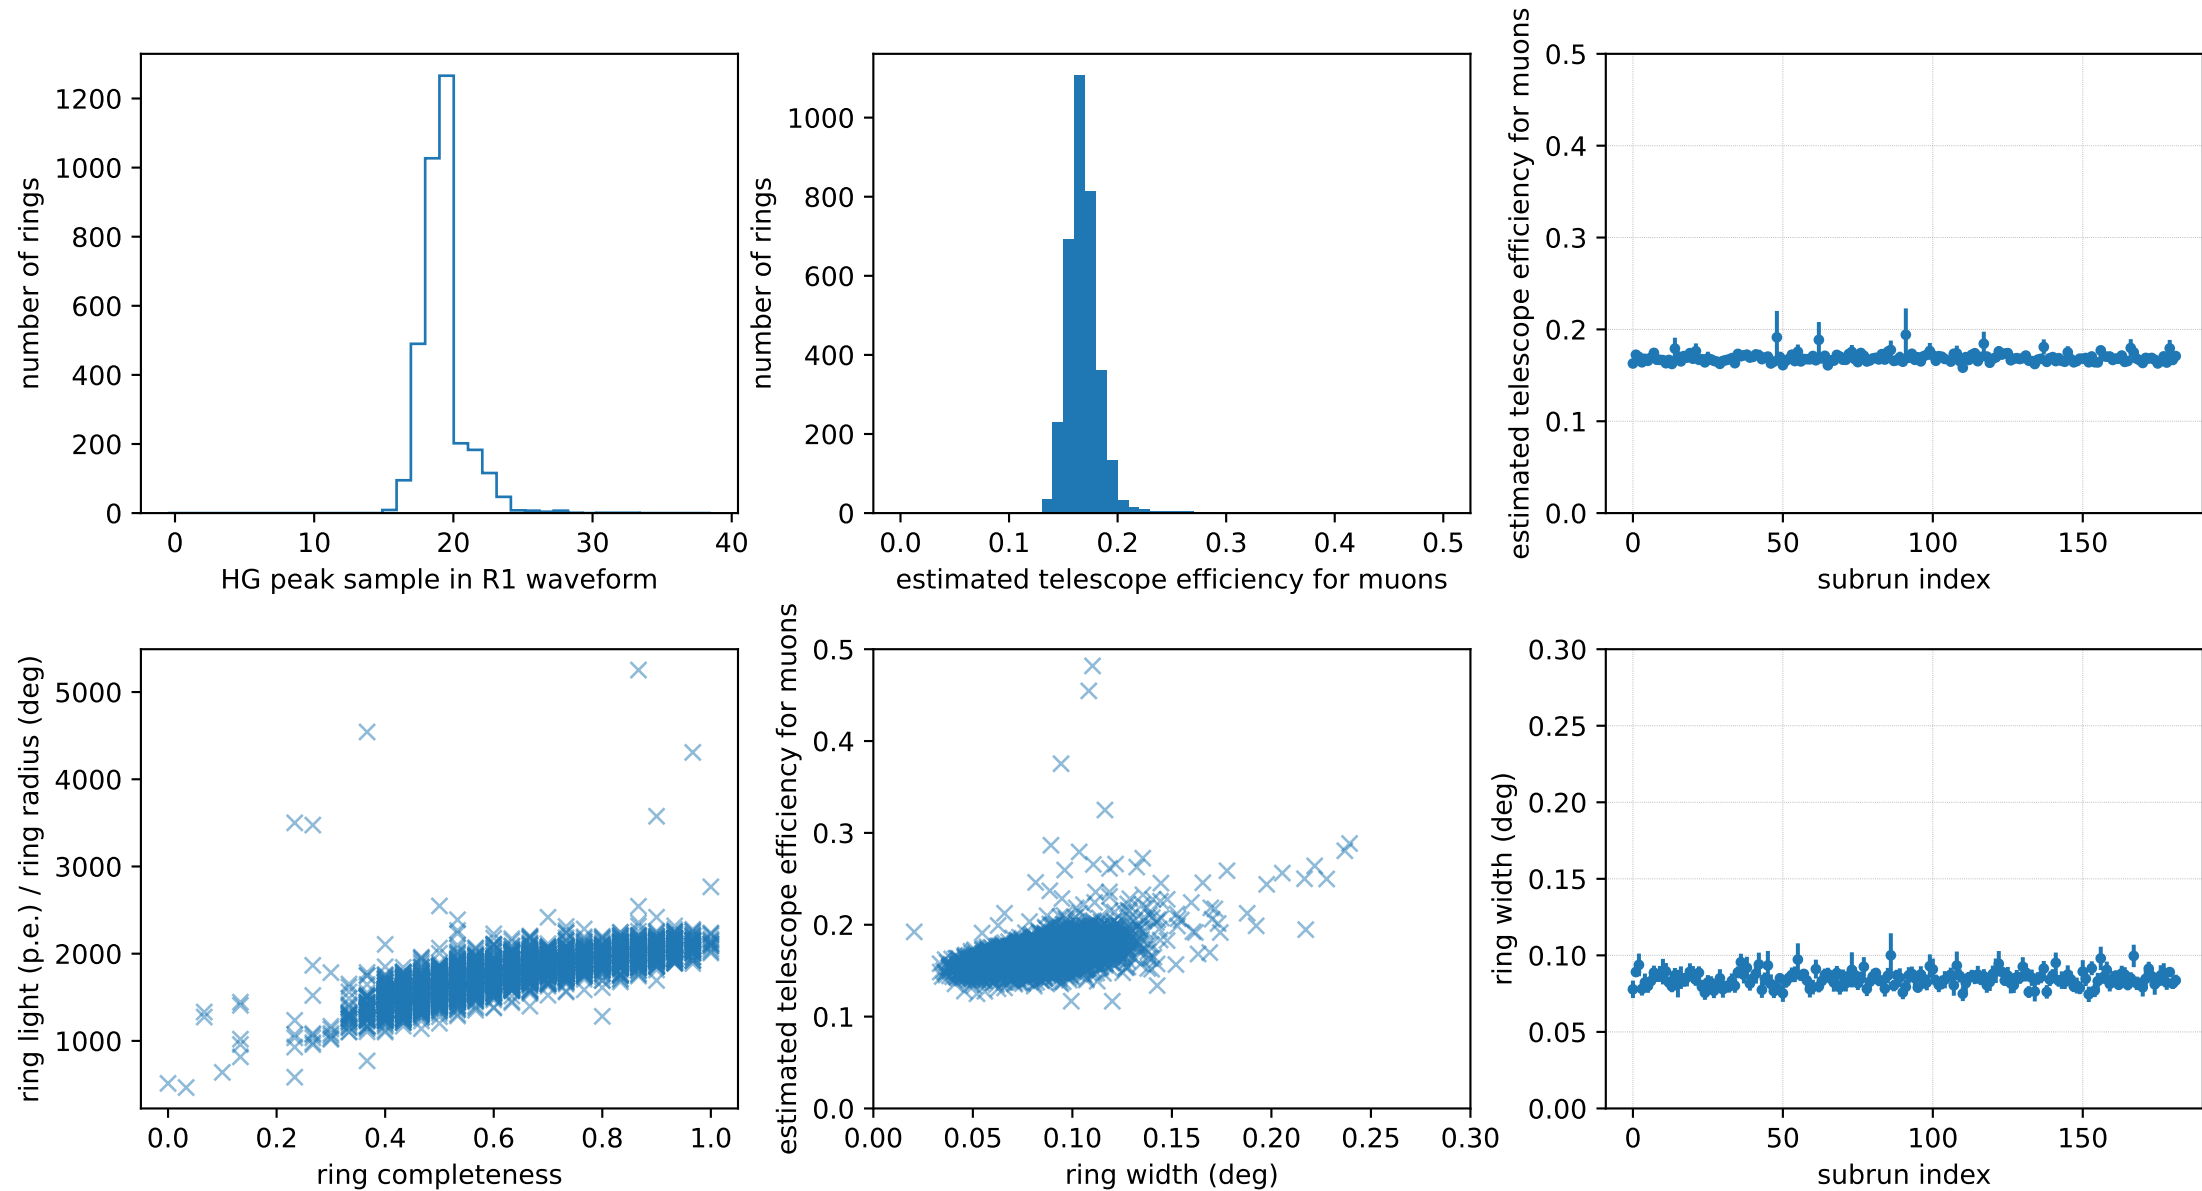 number of rings
1200
1000
800
600
400
200
0
0 10 20 30 40
HG peak sample in R1 waveform
number of rings
1000
800
600
400
200
0
0.0 0.1 0.2 0.3 0.4 0.5
estimated telescope efficiency for muons
estimated telescope efficiency for muons
0.5
0.4
0.3
0.2
0.1
0.0
0 50 100 150
subrun index
ring light (p.e.) / ring radius (deg)
5000
4000
3000
2000
1000
0.0 0.2 0.4 0.6 0.8 1.0
ring completeness
estimated telescope efficiency for muons
0.5
0.4
0.3
0.2
0.1
0.0
0.00 0.05 0.10 0.15 0.20 0.25 0.30
ring width (deg)
ring width (deg)
0.30
0.25
0.20
0.15
0.10
0.05
0.00
0 50 100 150
subrun index